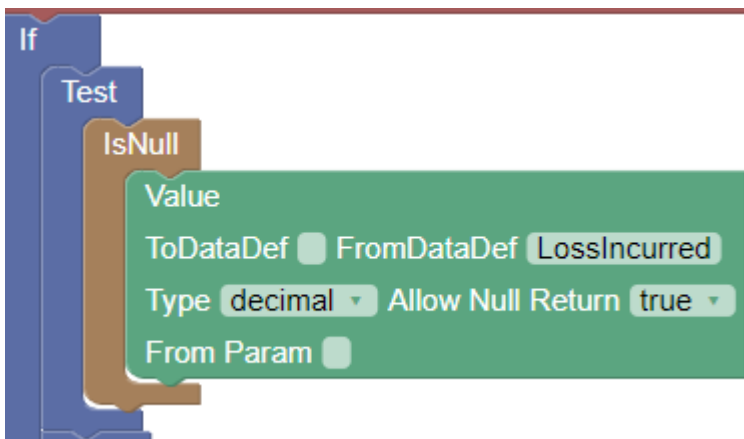 If
Test
IsNull
Value
ToDataDef FromDataDef LossIncurred
Type decimal Allow Null Return true
From Param